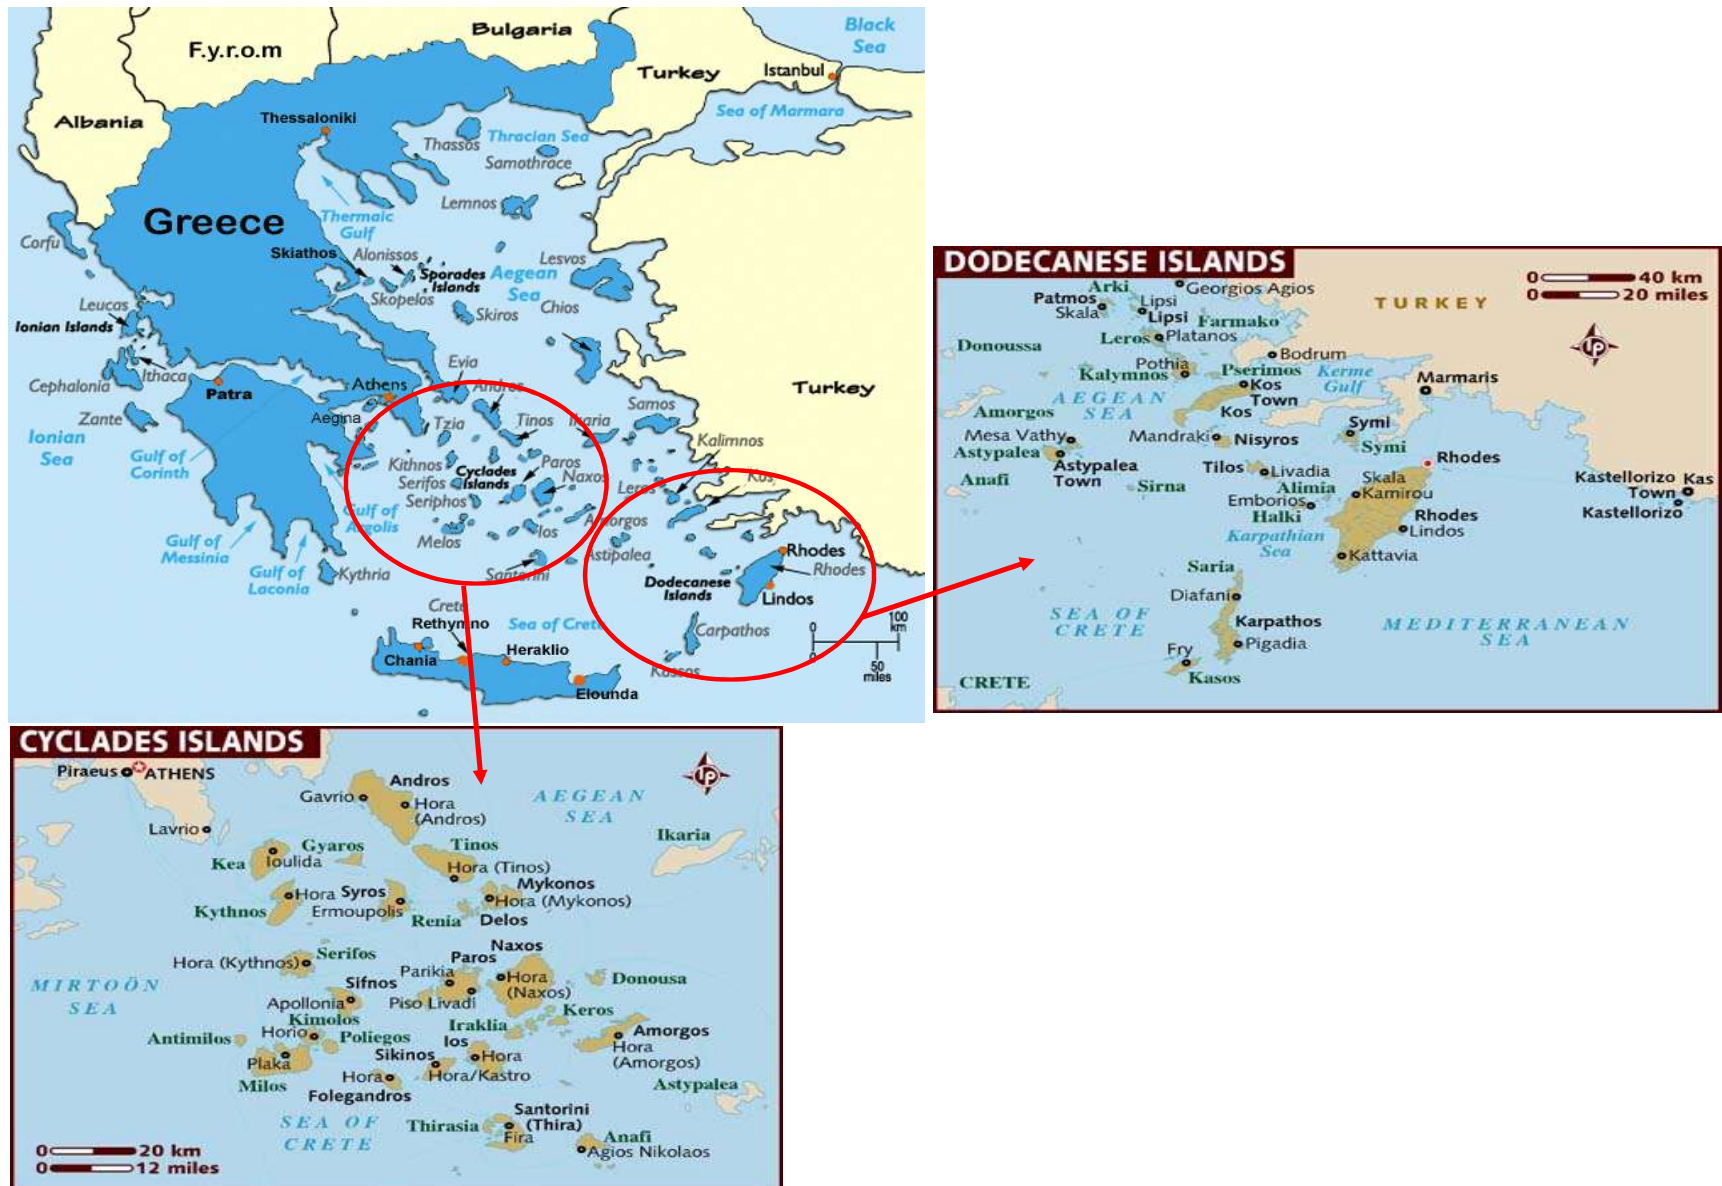 Bulgaria
Black
Sea
F.y.r.o.m
Turkey
Istanbul
Albania
Sea of Marmara
Thessaloniki
Thassos
Thracian Sea
Samothrace
Lemnos
Greece
Thermaic
Gulf
Corfu
Skiathos
Alonissos
Sporades
Islands
Aegean
Sea
Lesvos
Skopelos
Skiros
Chios
Leucas
Ionian Islands
Ithaca
Cephalonia
Patra
Athens
Evia
Andros
Turkey
Zante
Aegina
Tzia
Tinos
Ikaria
Samos
Ionian
Sea
Gulf of
Corinth
Kalimnos
Kithnos
Serifos
Seriphos
Cyclades
Islands
Paros
Naxos
Leros
Kos
Gulf of
Argolis
Amorgos
Ios
Melos
Gulf of
Messinia
Gulf of
Laconia
Kythria
Santorini
Astipalea
Rhodes
Rhodes
Dodecanese
Islands
Lindos
Crete
Rethymno
Sea of Crete
Carpathos
0
100
km
0
50
miles
Chania
Heraklio
Kassos
Elounda
DODECANESE ISLANDS
0 40 km
0 20 miles
Arki
Georgios Agios
TURKEY
Patmos
Skala
Lipsi
Lipsi
Farmako
Leros
Platanos
Donoussa
Bodrum
Pothia
Kalymnos
Pserimos
Kerme
Gulf
Marmaris
Kos
Town
Kos
AEGEAN
SEA
Amorgos
Symi
Symi
Mesa Vathy
Astypalea
Astypalea
Town
Mandraki
Nisyros
Tilos
Livadia
Rhodes
Anafi
Sirna
Alimia
Skala
Kamirou
Kastellorizo
Town
Kas
Kastellorizo
Emborios
Halki
Rhodes
Lindos
Karpathian
Sea
Kattavia
Saria
Diafani
SEA OF
CRETE
Karpathos
MEDITERRANEAN
SEA
Pigadia
Fry
Kasos
CRETE
CYCLADES ISLANDS
Piraeus
ATHENS
Andros
Gavrio
Hora
(Andros)
AEGEAN
SEA
Lavrio
Ikaria
Gyaros
Tinos
Kea
Ioulida
Hora (Tinos)
Mykonos
Hora (Mykonos)
Hora
Syros
Kythnos
Ermoupolis
Renia
Delos
Naxos
Serifos
Paros
Hora (Kythnos)
Parikia
Hora
(Naxos)
Donousa
Sifnos
MIRTOÖN
SEA
Apollonia
Piso Livadi
Kimolos
Keros
Iraklia
Antimilos
Horio
Poliegos
Ios
Amorgos
Hora
(Amorgos)
Plaka
Sikinos
Hora
Milos
Hora
Hora/Kastro
Astypalea
Folegandros
SEA OF
CRETE
Santorini
(Thira)
Thirasia
Fira
Anafi
Agios Nikolaos
0 20 km
0 12 miles